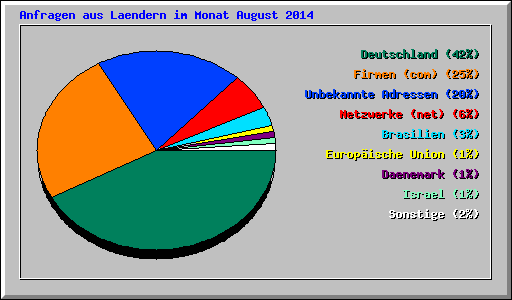 Anfragen aus Laendern im Monat August 2014
Deutschland (42%)
Firmen (com) (25%)
Unbekannte Adressen (20%)
Netzwerke (net) (6%)
Brasilien (3%)
Europäische Union (1%)
Daenemark (1%)
Israel (1%)
Sonstige (2%)